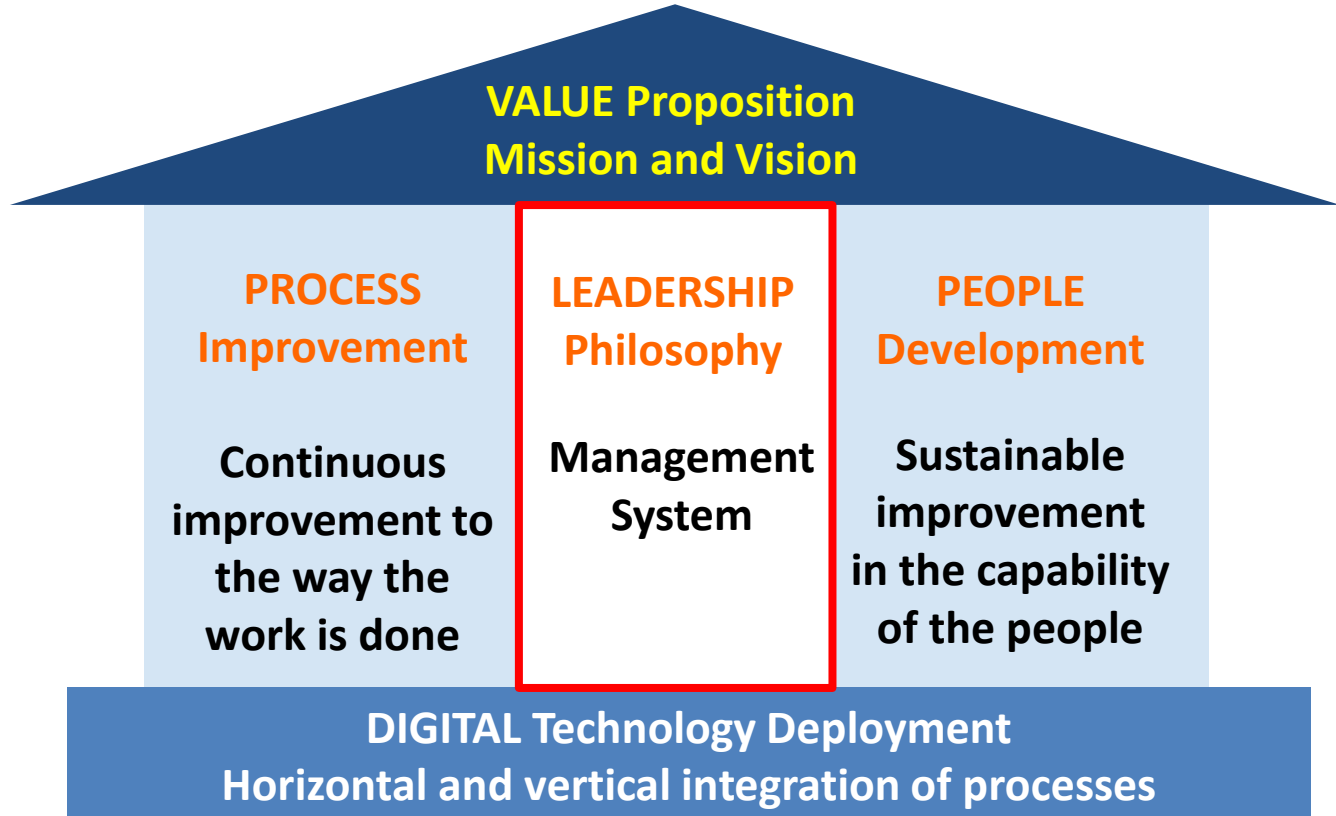 VALUE Proposition
Mission and Vision
PROCESS
Improvement
Continuous
improvement to
the way the
work is done
LEADERSHIP
Philosophy
Management
System
PEOPLE
Development
Sustainable
improvement
in the capability
of the people
DIGITAL Technology Deployment
Horizontal and vertical integration of processes